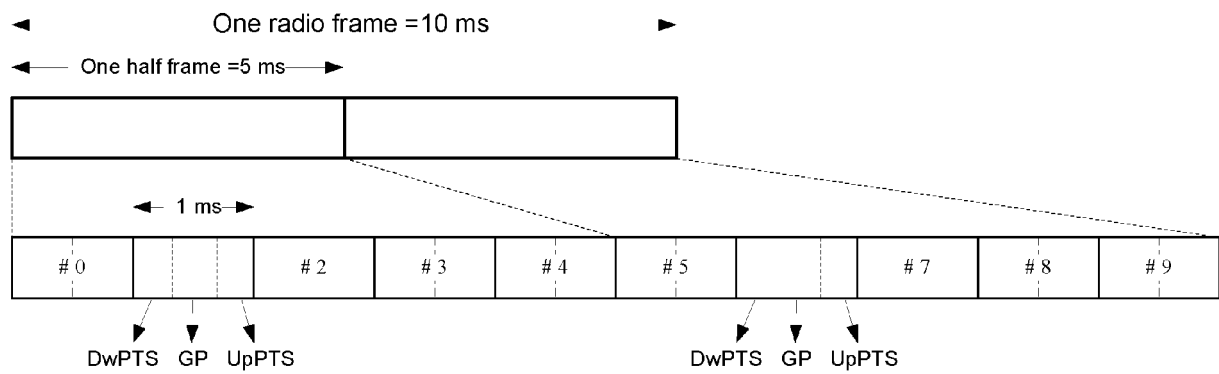 One radio frame =10 ms
One half frame =5 ms
1 ms
# 0 # 2 # 3 # 4 # 5 # 7 # 8 # 9
DwPTS GP UpPTS DwPTS GP UpPTS